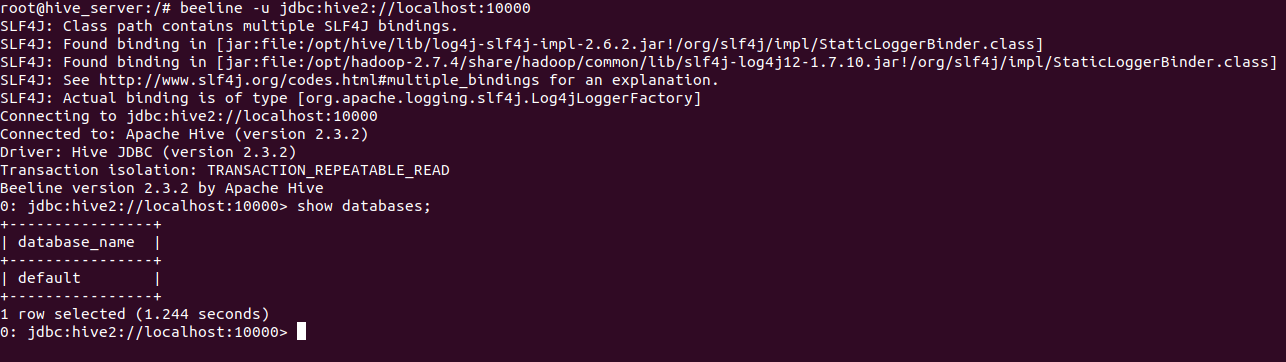 root@hive_server:/# beeline -u jdbc:hive2://localhost:10000
SLF4J: Class path contains multiple SLF4J bindings.
SLF4J: Found binding in [jar:file:/opt/hive/lib/log4j-slf4j-impl-2.6.2.jar!/org/slf4j/impl/StaticLoggerBinder.class]
SLF4J: Found binding in [jar:file:/opt/hadoop-2.7.4/share/hadoop/common/lib/slf4j-log4j12-1.7.10.jar!/org/slf4j/impl/StaticLoggerBinder.class]
SLF4J: See http://www.slf4j.org/codes.html#multiple_bindings for an explanation.
SLF4J: Actual binding is of type [org.apache.logging.slf4j.Log4jLoggerFactory]
Connecting to jdbc:hive2://localhost:10000
Connected to: Apache Hive (version 2.3.2)
Driver: Hive JDBC (version 2.3.2)
Transaction isolation: TRANSACTION_REPEATABLE_READ
Beeline version 2.3.2 by Apache Hive
0: jdbc:hive2://localhost:10000> show databases;
+----------------+
| database_name  |
+----------------+
| default        |
+----------------+
1 row selected (1.244 seconds)
0: jdbc:hive2://localhost:10000>